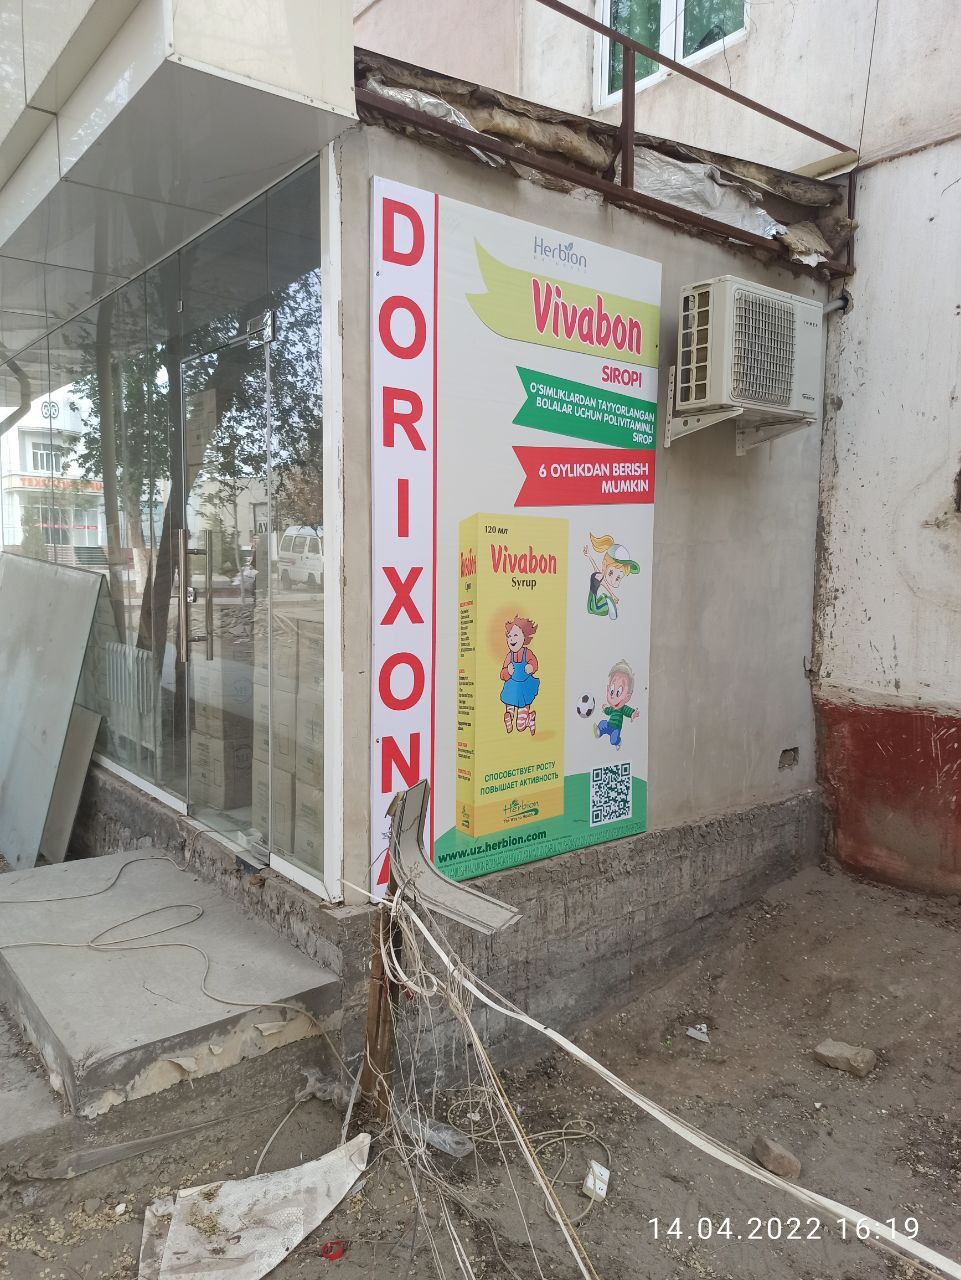 DORIXONA
Herbion
Vivabon
SIROPI
O'SIMLIKLARDAN TAYYORLANGAN
BOLALAR UCHUN POLIVITAMINLI
SIROP
6 OYLIKDAN BERISH
MUMKIN
120 мл
Vivabon
Syrup
СПОСОБСТВУЕТ РОСТУ
ПОВЫШАЕТ АКТИВНОСТЬ
Herbion
www.uz.herbion.com
14.04.2022 16:19